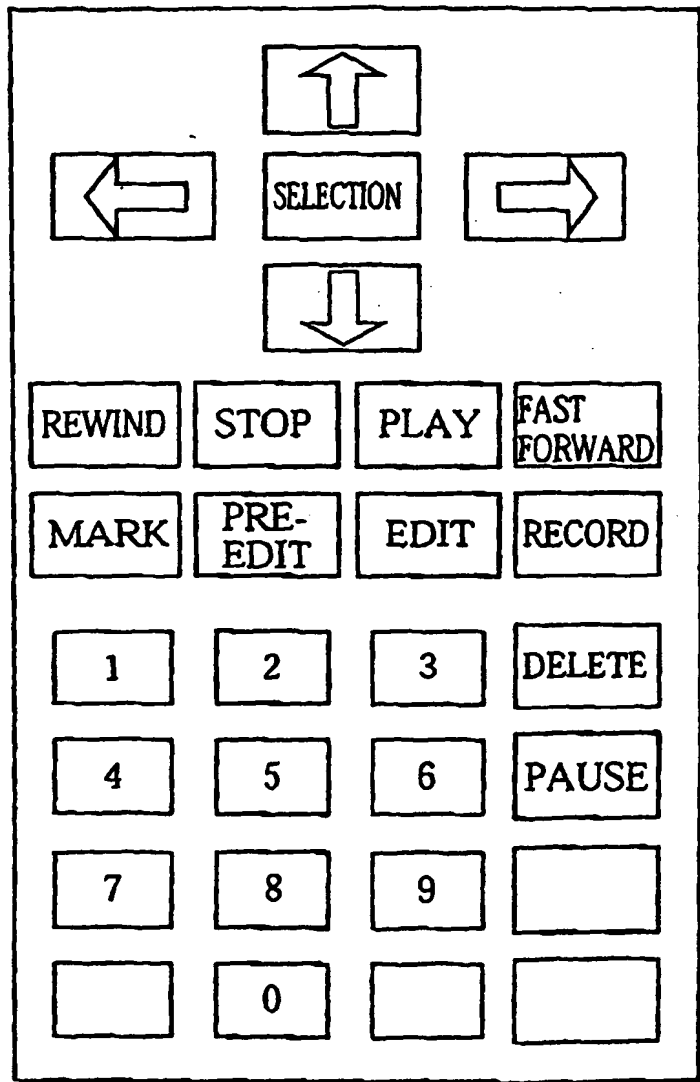 SELECTION
REWIND STOP PLAY FAST
FORWARD
MARK PRE-
EDIT EDIT RECORD
1 2 3 DELETE
4 5 6 PAUSE
7 8 9
0